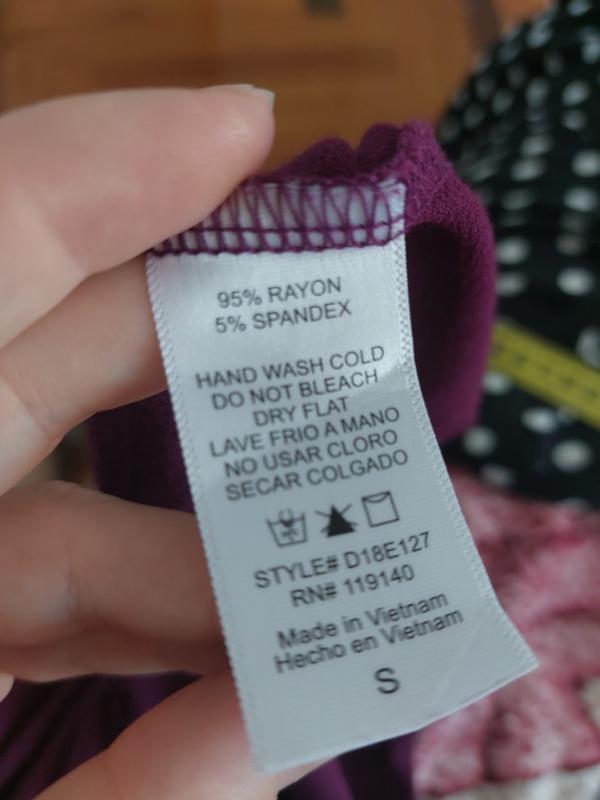 95% RAYON
5% SPANDEX
HAND WASH COLD
DO NOT BLEACH
DRY FLAT
LAVE FRIO A MANO
NO USAR CLORO
SECAR COLGADO
STYLE# D18E127
RN# 119140
Made in Vietnam
Hecho en Vietnam
S